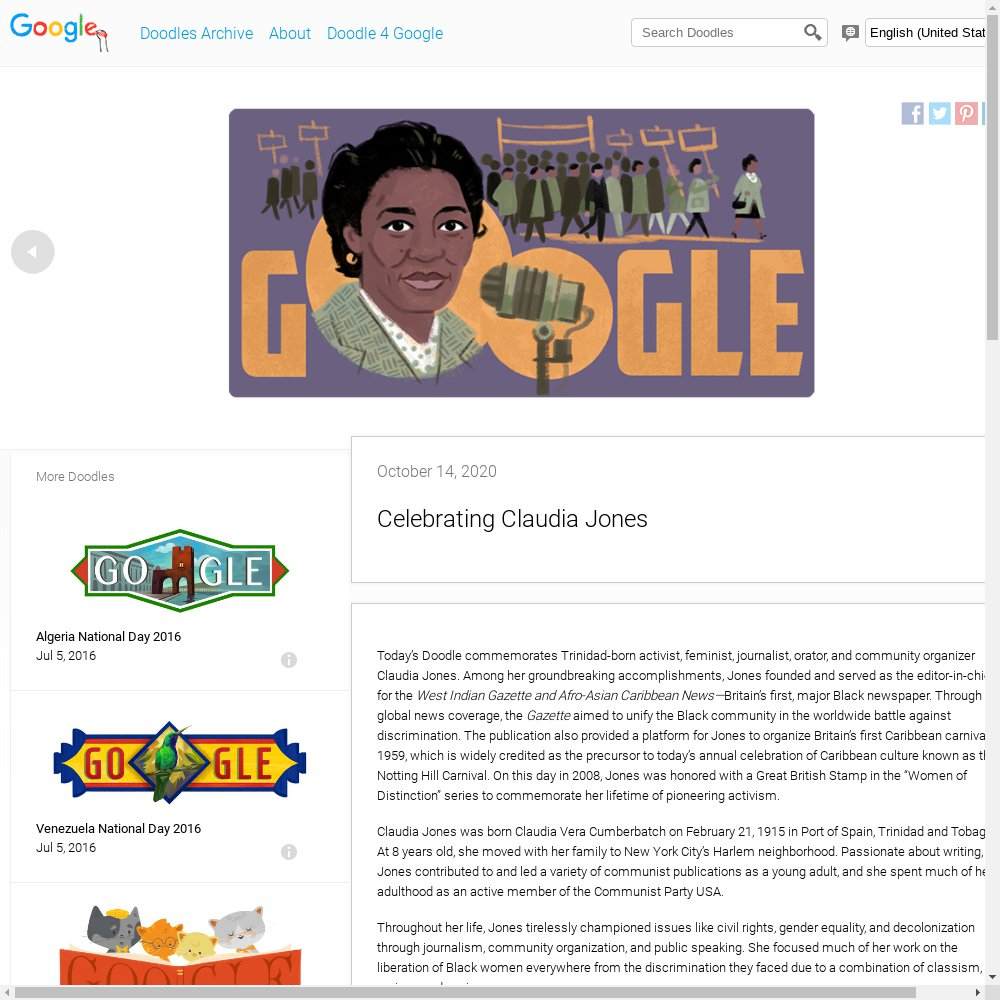 Google
Doodles Archive
About
Doodle 4 Google
Search Doodles
English (United Stat
GOOGLE
October 14, 2020
Celebrating Claudia Jones
Today's Doodle commemorates Trinidad-born activist, feminist, journalist, orator, and community organizer
Claudia Jones. Among her groundbreaking accomplishments, Jones founded and served as the editor-in-chi
for the West Indian Gazette and Afro-Asian Caribbean News—Britain's first, major Black newspaper. Through
global news coverage, the Gazette aimed to unify the Black community in the worldwide battle against
discrimination. The publication also provided a platform for Jones to organize Britain's first Caribbean carniva
1959, which is widely credited as the precursor to today's annual celebration of Caribbean culture known as th
Notting Hill Carnival. On this day in 2008, Jones was honored with a Great British Stamp in the “Women of
Distinction” series to commemorate her lifetime of pioneering activism.
Claudia Jones was born Claudia Vera Cumberbatch on February 21, 1915 in Port of Spain, Trinidad and Tobag
At 8 years old, she moved with her family to New York City's Harlem neighborhood. Passionate about writing,
Jones contributed to and led a variety of communist publications as a young adult, and she spent much of he
adulthood as an active member of the Communist Party USA.
Throughout her life, Jones tirelessly championed issues like civil rights, gender equality, and decolonization
through journalism, community organization, and public speaking. She focused much of her work on the
liberation of Black women everywhere from the discrimination they faced due to a combination of classism,
More Doodles
GO GLE
Algeria National Day 2016
Jul 5, 2016
GO GLE
Venezuela National Day 2016
Jul 5, 2016
GOOGLE